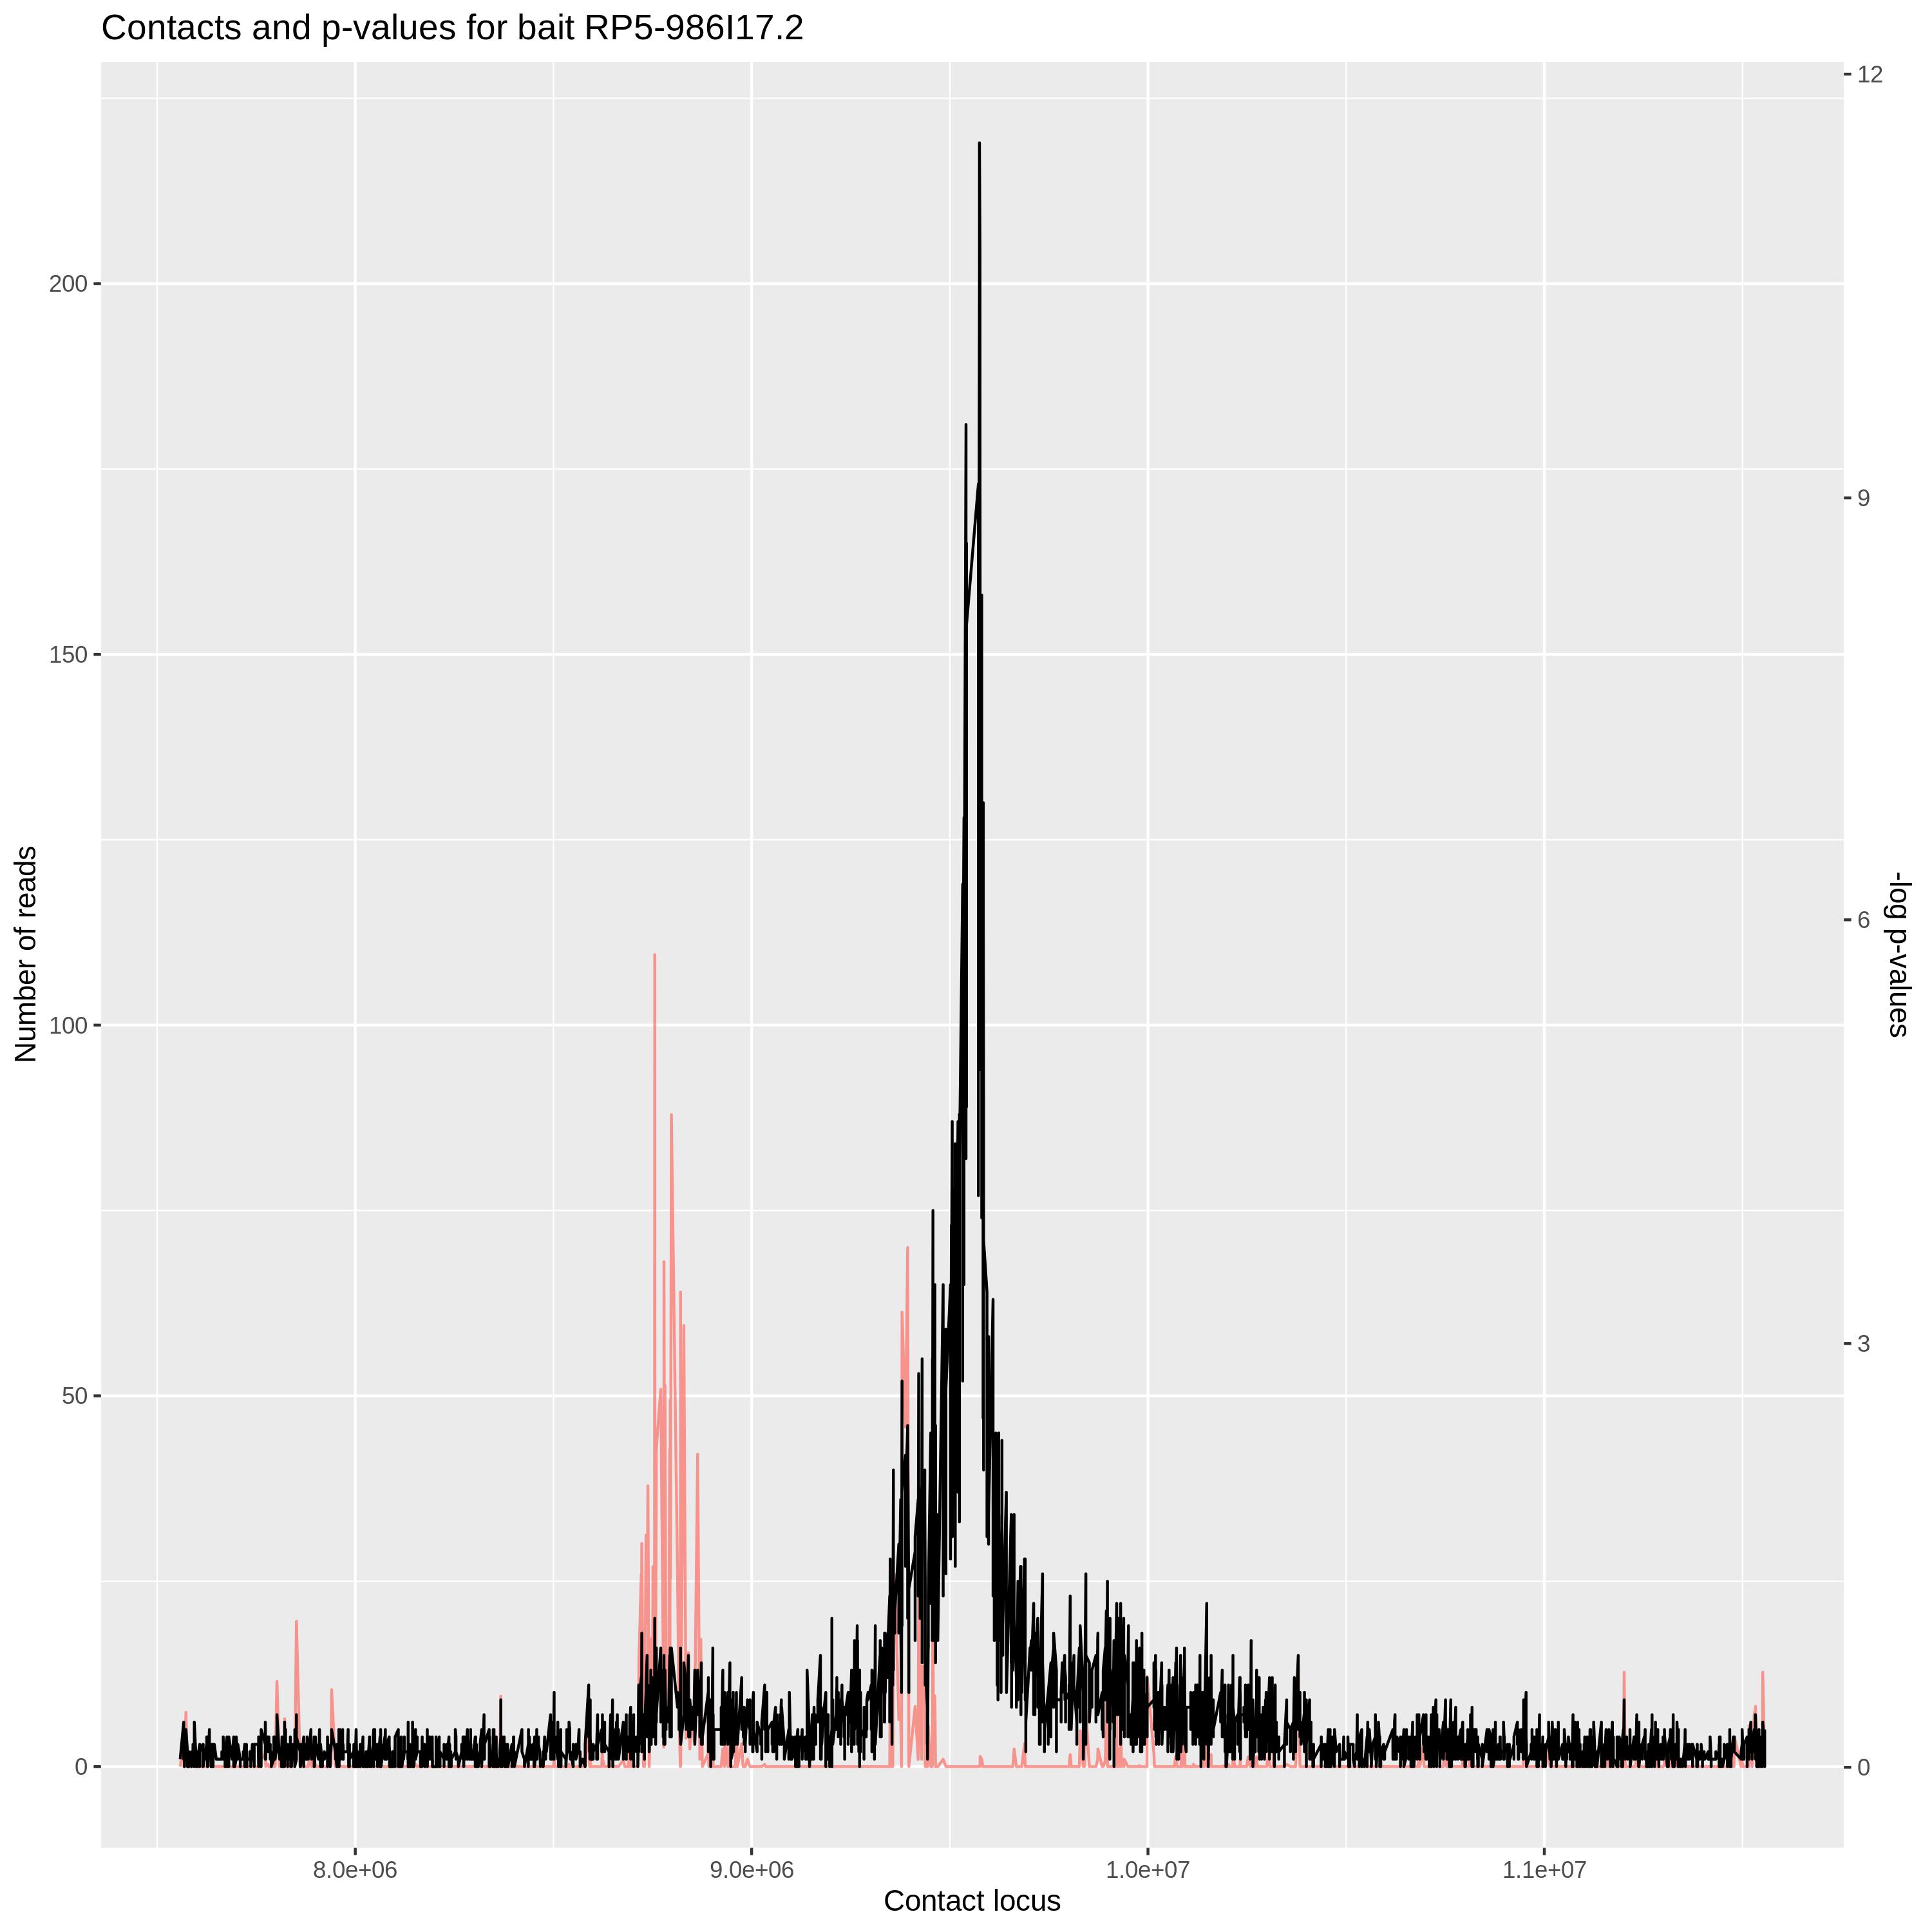 Contacts and p-values for bait RP5-986I17.2
12
200
9
150
Number of reads
-log p-values
6
100
3
50
0
0
8.0e+06
9.0e+06
1.0e+07
1.1e+07
Contact locus